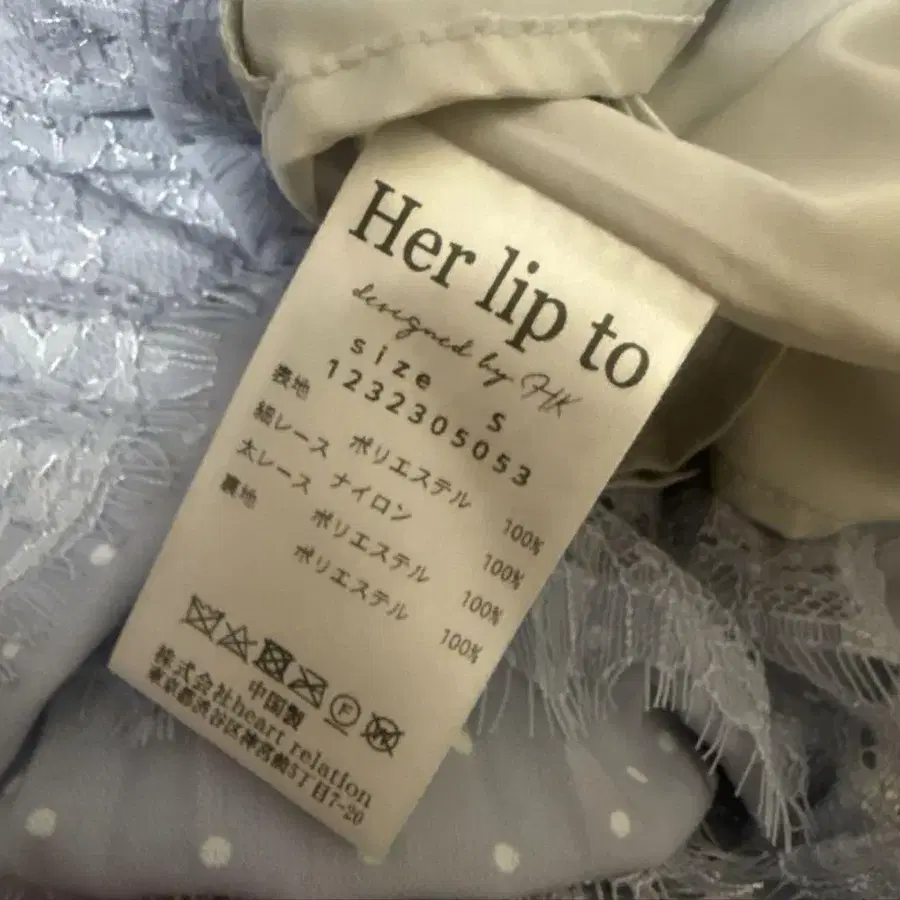 Her lip to
designed by HK
size S
1232305053
表地 ポリエステル 100%
細レース ナイロン 100%
太レース ポリエステル 100%
裏地 ポリエステル 100%
F W
中国製
株式会社heart relation
東京都渋谷区神宮前5丁目7-20